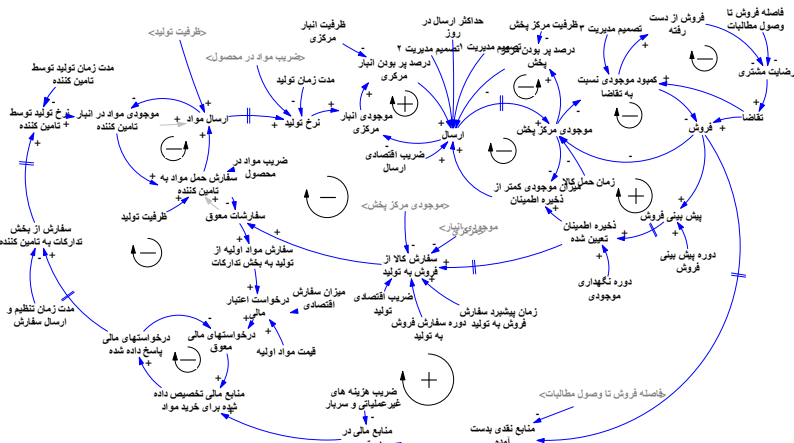 فاصله فروش تا
وصول مطالبات
فروش از دست
رفته
تصمیم مدیریت ۳
رضایت مشتری
کمبود موجودی نسبت
به تقاضا
تقاضا
فروش
حداکثر ارسال در
روز
ظرفیت مرکز پخش
تصمیم مدیریت ۱
تصمیم مدیریت ۲
درصد پر بودن مرکز
پخش
ظرفیت انبار
مرکزی
درصد پر بودن انبار
مرکزی
<ظرفیت تولید>
<ضریب مواد در محصول>
مدت زمان تولید
مدت زمان تولید توسط
تامین کننده
نرخ تولید توسط
تامین کننده
موجودی مواد در انبار
تامین کننده
ارسال مواد
نرخ تولید
موجودی انبار
مرکزی
ارسال
موجودی مرکز پخش
ضریب اقتصادی
ارسال
ضریب مواد در
محصول
سفارش حمل مواد به
تامین کننده
ظرفیت تولید
سفارشات معوق
زمان حمل کالا
میزان موجودی کمتر از
ذخیره اطمینان
<موجودی مرکز پخش>
<موجودی انبار
مرکزی>
ذخیره اطمینان
تعیین شده
پیش بینی فروش
دوره پیش بینی
فروش
دوره نگهداری
موجودی
سفارش کالا از
فروش به تولید
ضریب اقتصادی
تولید
دوره سفارش فروش
به تولید
زمان پیشبرد سفارش
فروش به تولید
سفارش از بخش
تدارکات به تامین کننده
سفارش مواد اولیه از
تولید به بخش تدارکات
مدت زمان تنظیم و
ارسال سفارش
درخواست اعتبار
مالی
میزان سفارش
اقتصادی
قیمت مواد اولیه
درخواستهای مالی
معوق
درخواستهای مالی
پاسخ داده شده
منابع مالی تخصیص داده
شده برای خرید مواد
ضریب هزینه های
غیرعملیاتی و سربار
منابع مالی در
<فاصله فروش تا وصول مطالبات>
منابع نقدی بدست
آمده